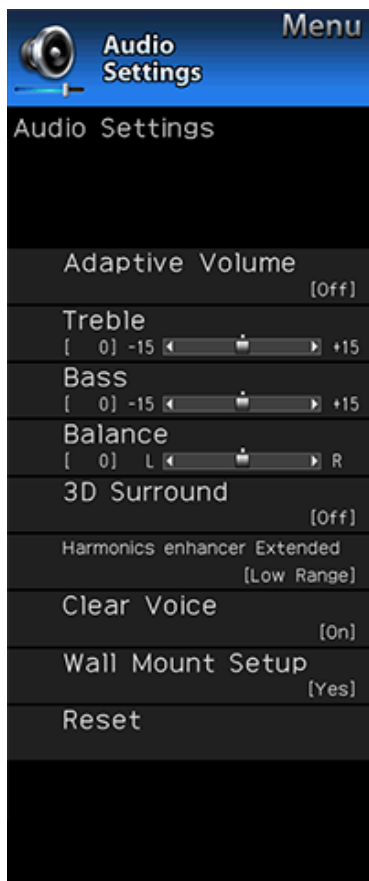 Menu
Audio
Settings
Audio Settings
Adaptive Volume
[Off]
Treble
[ 0] -15 +15
Bass
[ 0] -15 +15
Balance
[ 0] L R
3D Surround
[Off]
Harmonics enhancer Extended
[Low Range]
Clear Voice
[On]
Wall Mount Setup
[Yes]
Reset